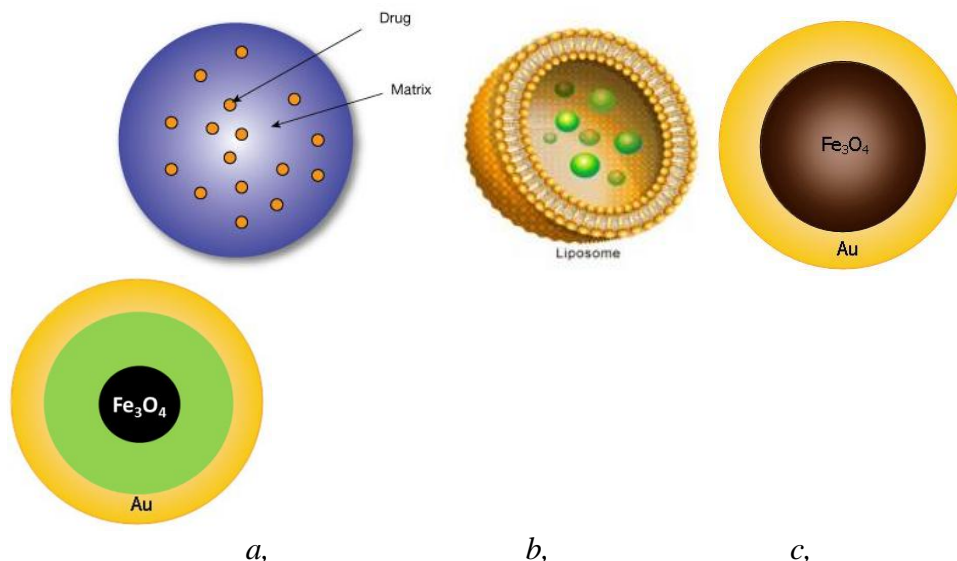 Drug
Matrix
Liposome
Fe₃O₄
Au
Fe₃O₄
Au
a, b, c,